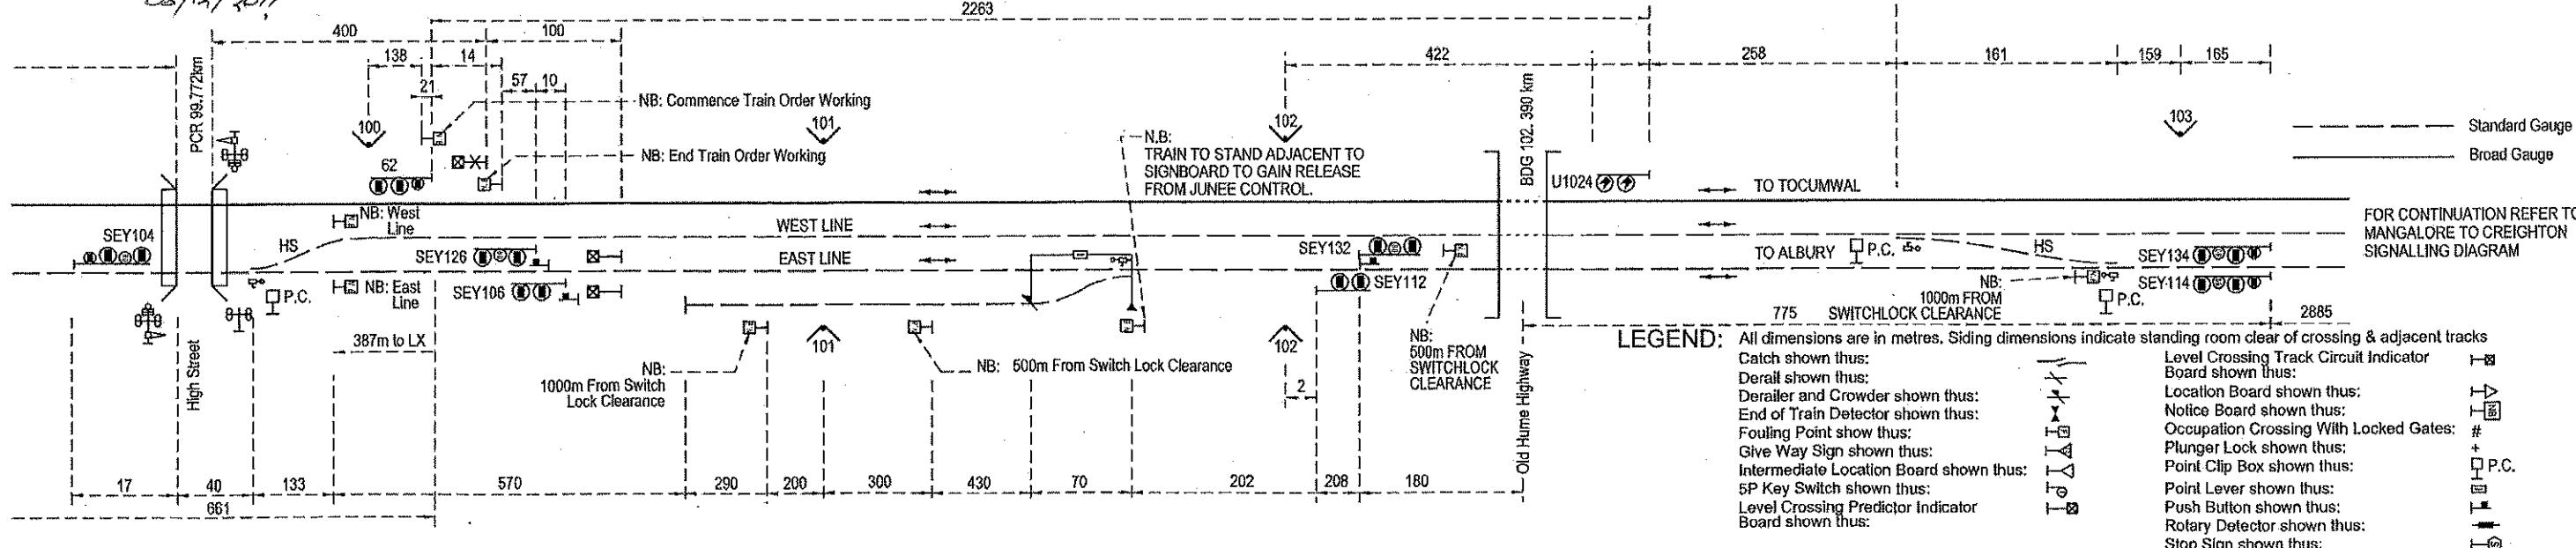 2263
400
100
422
258
161
159
165
138
14
21
57
10
PCR 99.772km
100
101
102
103
NB: Commence Train Order Working
NB: End Train Order Working
N.B:
TRAIN TO STAND ADJACENT TO
SIGNBOARD TO GAIN RELEASE
FROM JUNEE CONTROL.
BDG 102. 390 km
Standard Gauge
Broad Gauge
62
U1024
TO TOCUMWAL
NB: West
Line
WEST LINE
SEY104
HS
SEY126
EAST LINE
SEY132
TO ALBURY
P.C.
HS
SEY134
FOR CONTINUATION REFER TO
MANGALORE TO CREIGHTON
SIGNALLING DIAGRAM
P.C.
NB: East
Line
SEY106
SEY112
NB:
1000m FROM
SWITCHLOCK CLEARANCE
P.C.
SEY114
775
2885
387m to LX
High Street
NB:
1000m From Switch
Lock Clearance
101
NB: 500m From Switch Lock Clearance
102
2
NB:
500m FROM
SWITCHLOCK
CLEARANCE
Old Hume Highway
17
40
133
570
290
200
300
430
70
202
208
180
661
LEGEND: All dimensions are in metres. Siding dimensions indicate standing room clear of crossing & adjacent tracks
Catch shown thus:
Derail shown thus:
Derailer and Crowder shown thus:
End of Train Detector shown thus:
Fouling Point show thus:
Give Way Sign shown thus:
Intermediate Location Board shown thus:
5P Key Switch shown thus:
Level Crossing Predictor Indicator
Board shown thus:
Level Crossing Track Circuit Indicator
Board shown thus:
Location Board shown thus:
Notice Board shown thus:
Occupation Crossing With Locked Gates: #
Plunger Lock shown thus: +
Point Clip Box shown thus: P.C.
Point Lever shown thus:
Push Button shown thus:
Rotary Detector shown thus:
Stop Sign shown thus: